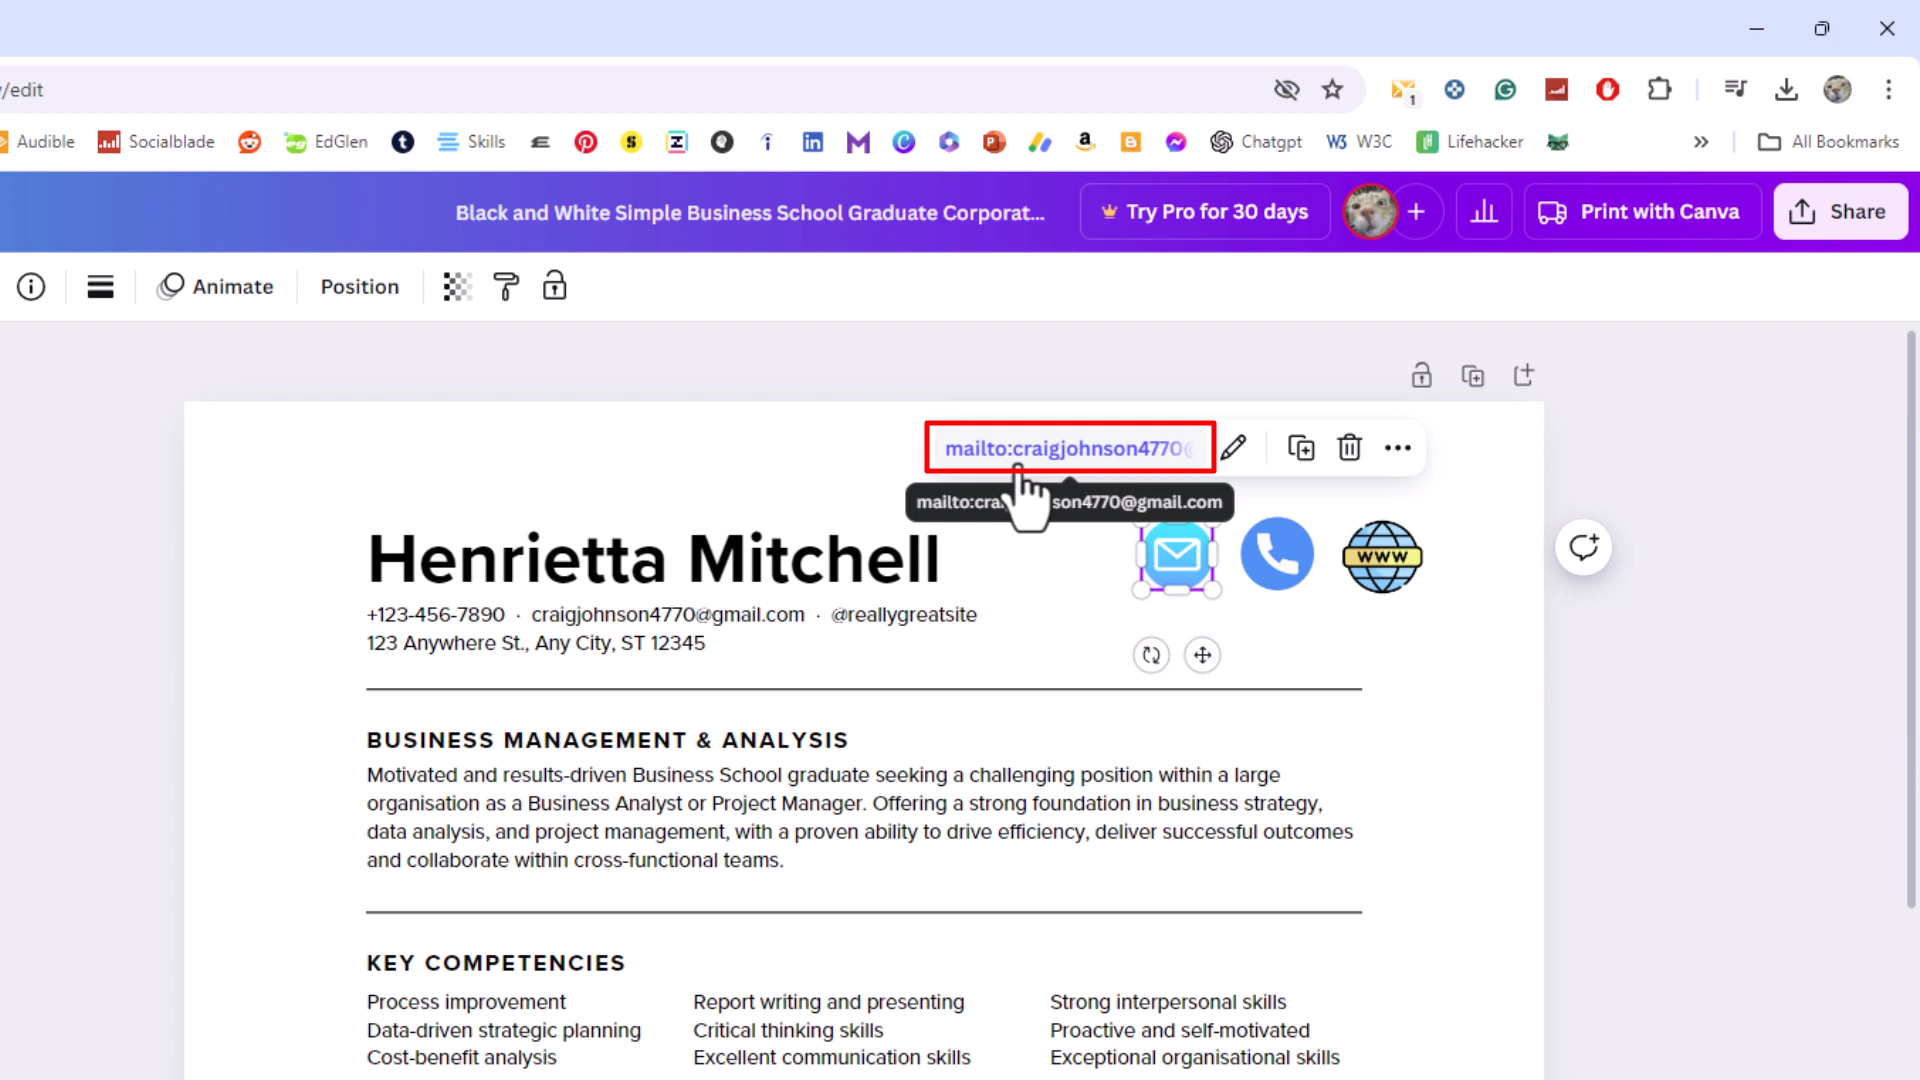 /edit
1
Audible Socialblade EdGlen Skills Chatgpt W3 W3C Lifehacker » All Bookmarks
Black and White Simple Business School Graduate Corporat... Try Pro for 30 days + Print with Canva Share
Animate Position
mailto:craigjohnson4770@
son4770@gmail.com
Henrietta Mitchell
WWW
+123-456-7890 · craigjohnson4770@gmail.com · @reallygreatsite
123 Anywhere St., Any City, ST 12345
BUSINESS MANAGEMENT & ANALYSIS
Motivated and results-driven Business School graduate seeking a challenging position within a large
organisation as a Business Analyst or Project Manager. Offering a strong foundation in business strategy,
data analysis, and project management, with a proven ability to drive efficiency, deliver successful outcomes
and collaborate within cross-functional teams.
KEY COMPETENCIES
Process improvement Report writing and presenting Strong interpersonal skills
Data-driven strategic planning Critical thinking skills Proactive and self-motivated
Cost-benefit analysis Excellent communication skills Exceptional organisational skills